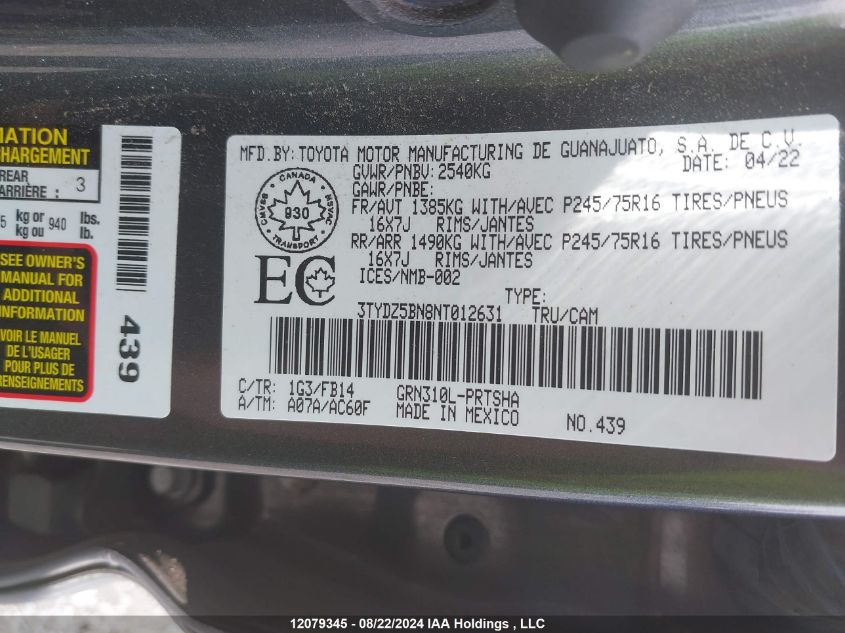 MATION
HARGEMENT
REAR
ARRIÈRE : 3
5 kg or 940 lbs.
kg ou lb.
SEE OWNER'S
MANUAL FOR
ADDITIONAL
INFORMATION
VOIR LE MANUEL
DE L'USAGER
POUR PLUS DE
RENSEIGNEMENTS
439
MFD.BY: TOYOTA MOTOR MANUFACTURING DE GUANAJUATO, S.A. DE C.V.
GVWR/PNBV: 2540KG DATE: 04/22
GAWR/PNBE:
FR/AVT 1385KG WITH/AVEC P245/75R16 TIRES/PNEUS
16X7J RIMS/JANTES
RR/ARR 1490KG WITH/AVEC P245/75R16 TIRES/PNEUS
16X7J RIMS/JANTES
ICES/NMB-002
CANADA
CMVSS 930 NSVAC
TRANSPORT
EC
TYPE:
3TYDZ5BN8NT012631 TRU/CAM
C/TR: 1G3/FB14 GRN310L-PRTSHA
A/TM: A07A/AC60F MADE IN MEXICO NO.439
12079345 - 08/22/2024 IAA Holdings , LLC